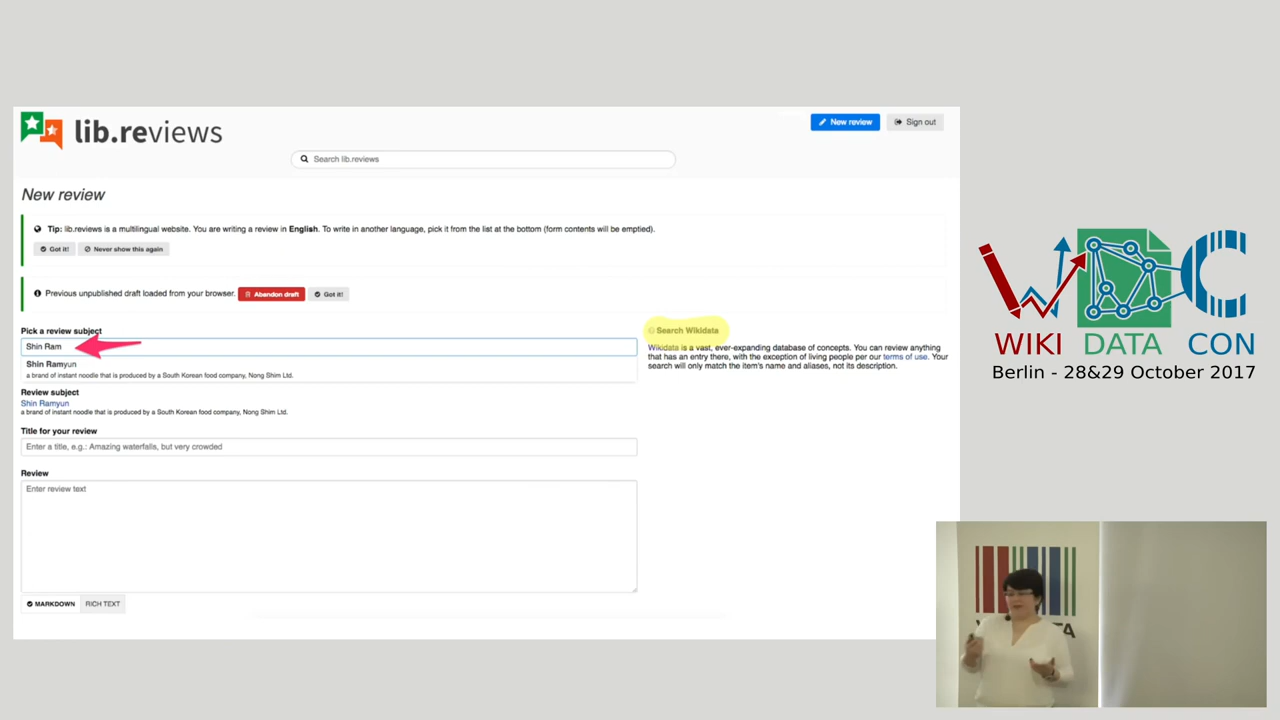 lib.reviews
New review
Sign out
Search lib.reviews
New review
Tip: lib.reviews is a multilingual website. You are writing a review in English. To write in another language, pick it from the list at the bottom (form contents will be emptied).
Got it!
Never show this again
Previous unpublished draft loaded from your browser.
Abandon draft
Got it!
Pick a review subject
Shin Ram
Shin Ramyun
a brand of instant noodle that is produced by a South Korean food company, Nong Shim Ltd.
Review subject
Shin Ramyun
a brand of instant noodle that is produced by a South Korean food company, Nong Shim Ltd.
Title for your review
Enter a title, e.g.: Amazing waterfalls, but very crowded
Review
Enter review text
MARKDOWN
RICH TEXT
Search Wikidata
Wikidata is a vast, ever-expanding database of concepts. You can review anything
that has an entry there, with the exception of living people per our terms of use. Your
search will only match the item's name and aliases, not its description.
WIKI DATA CON
Berlin - 28&29 October 2017